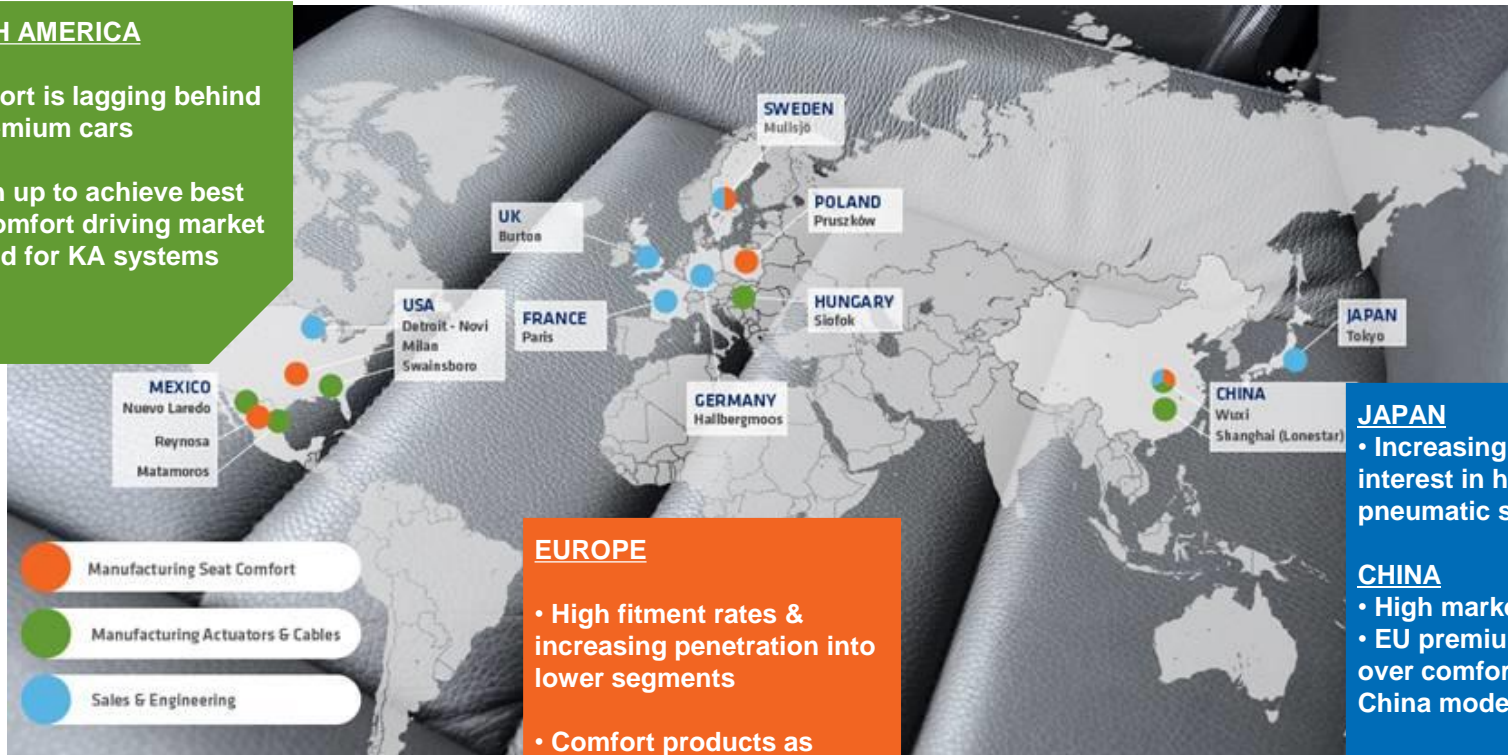 H AMERICA
ort is lagging behind
mium cars
n up to achieve best
omfort driving market
d for KA systems
SWEDEN
Mullsjö
UK
Burton
POLAND
Pruszków
USA
Detroit - Novi
Milan
Swainsboro
FRANCE
Paris
HUNGARY
Siofok
JAPAN
Tokyo
MEXICO
Nuevo Laredo
Reynosa
Matamoros
GERMANY
Hallbergmoos
CHINA
Wuxi
Shanghai (Lonestar)
Manufacturing Seat Comfort
Manufacturing Actuators & Cables
Sales & Engineering
EUROPE
• High fitment rates &
increasing penetration into
lower segments
• Comfort products as
JAPAN
• Increasing
interest in h
pneumatic s
CHINA
• High marke
• EU premiu
over comfor
China mode